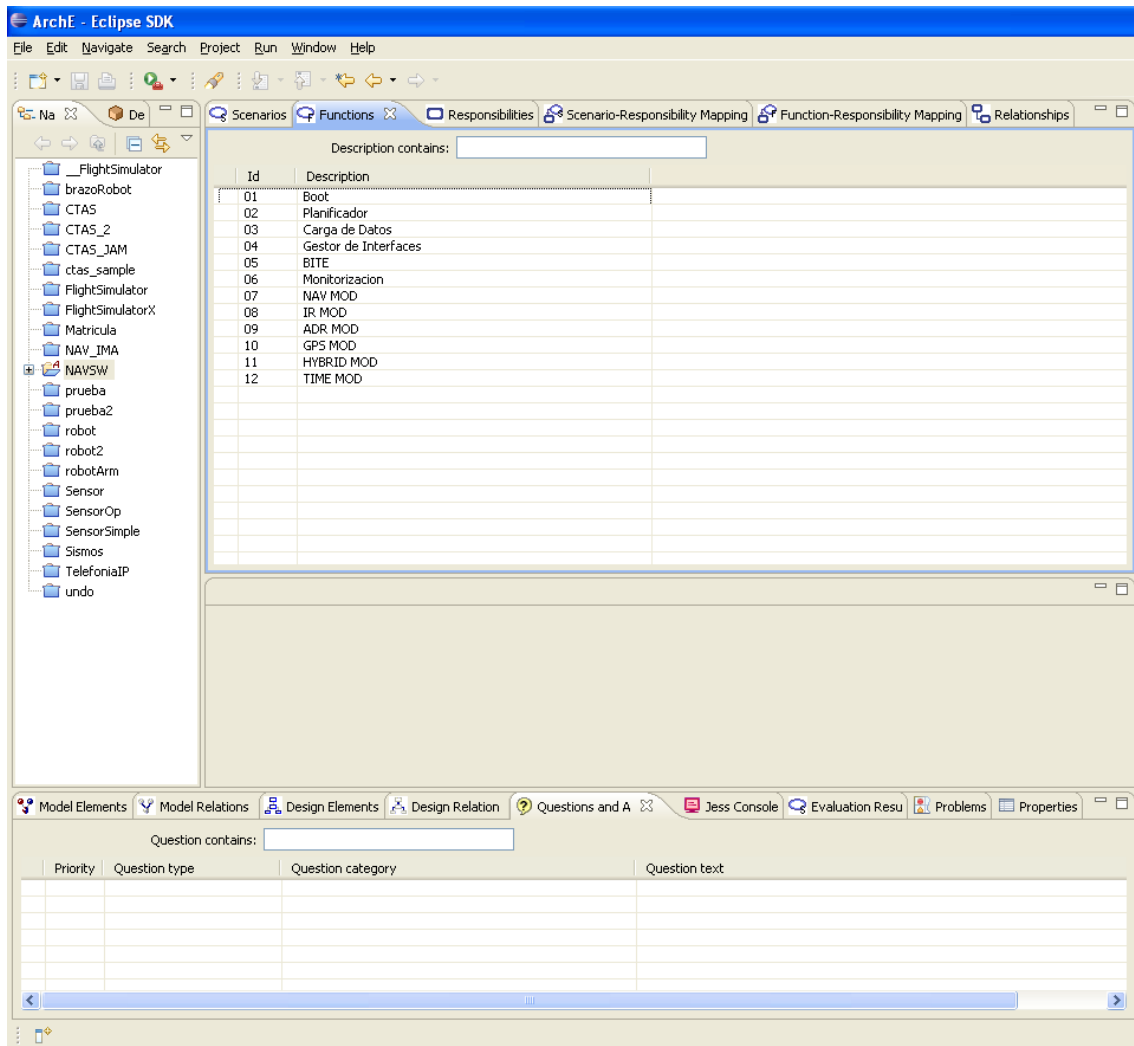 ArchE - Eclipse SDK
File Edit Navigate Search Project Run Window Help
Na De
Scenarios Functions Responsibilities Scenario-Responsibility Mapping Function-Responsibility Mapping Relationships
__FlightSimulator
brazoRobot
CTAS
CTAS_2
CTAS_JAM
ctas_sample
FlightSimulator
FlightSimulatorX
Matricula
NAV_IMA
NAVSW
prueba
prueba2
robot
robot2
robotArm
Sensor
SensorOp
SensorSimple
Sismos
TelefoniaIP
undo
Description contains:
Id Description
01 Boot
02 Planificador
03 Carga de Datos
04 Gestor de Interfaces
05 BITE
06 Monitorizacion
07 NAV MOD
08 IR MOD
09 ADR MOD
10 GPS MOD
11 HYBRID MOD
12 TIME MOD
Model Elements Model Relations Design Elements Design Relation Questions and A Jess Console Evaluation Resu Problems Properties
Question contains:
Priority Question type Question category Question text